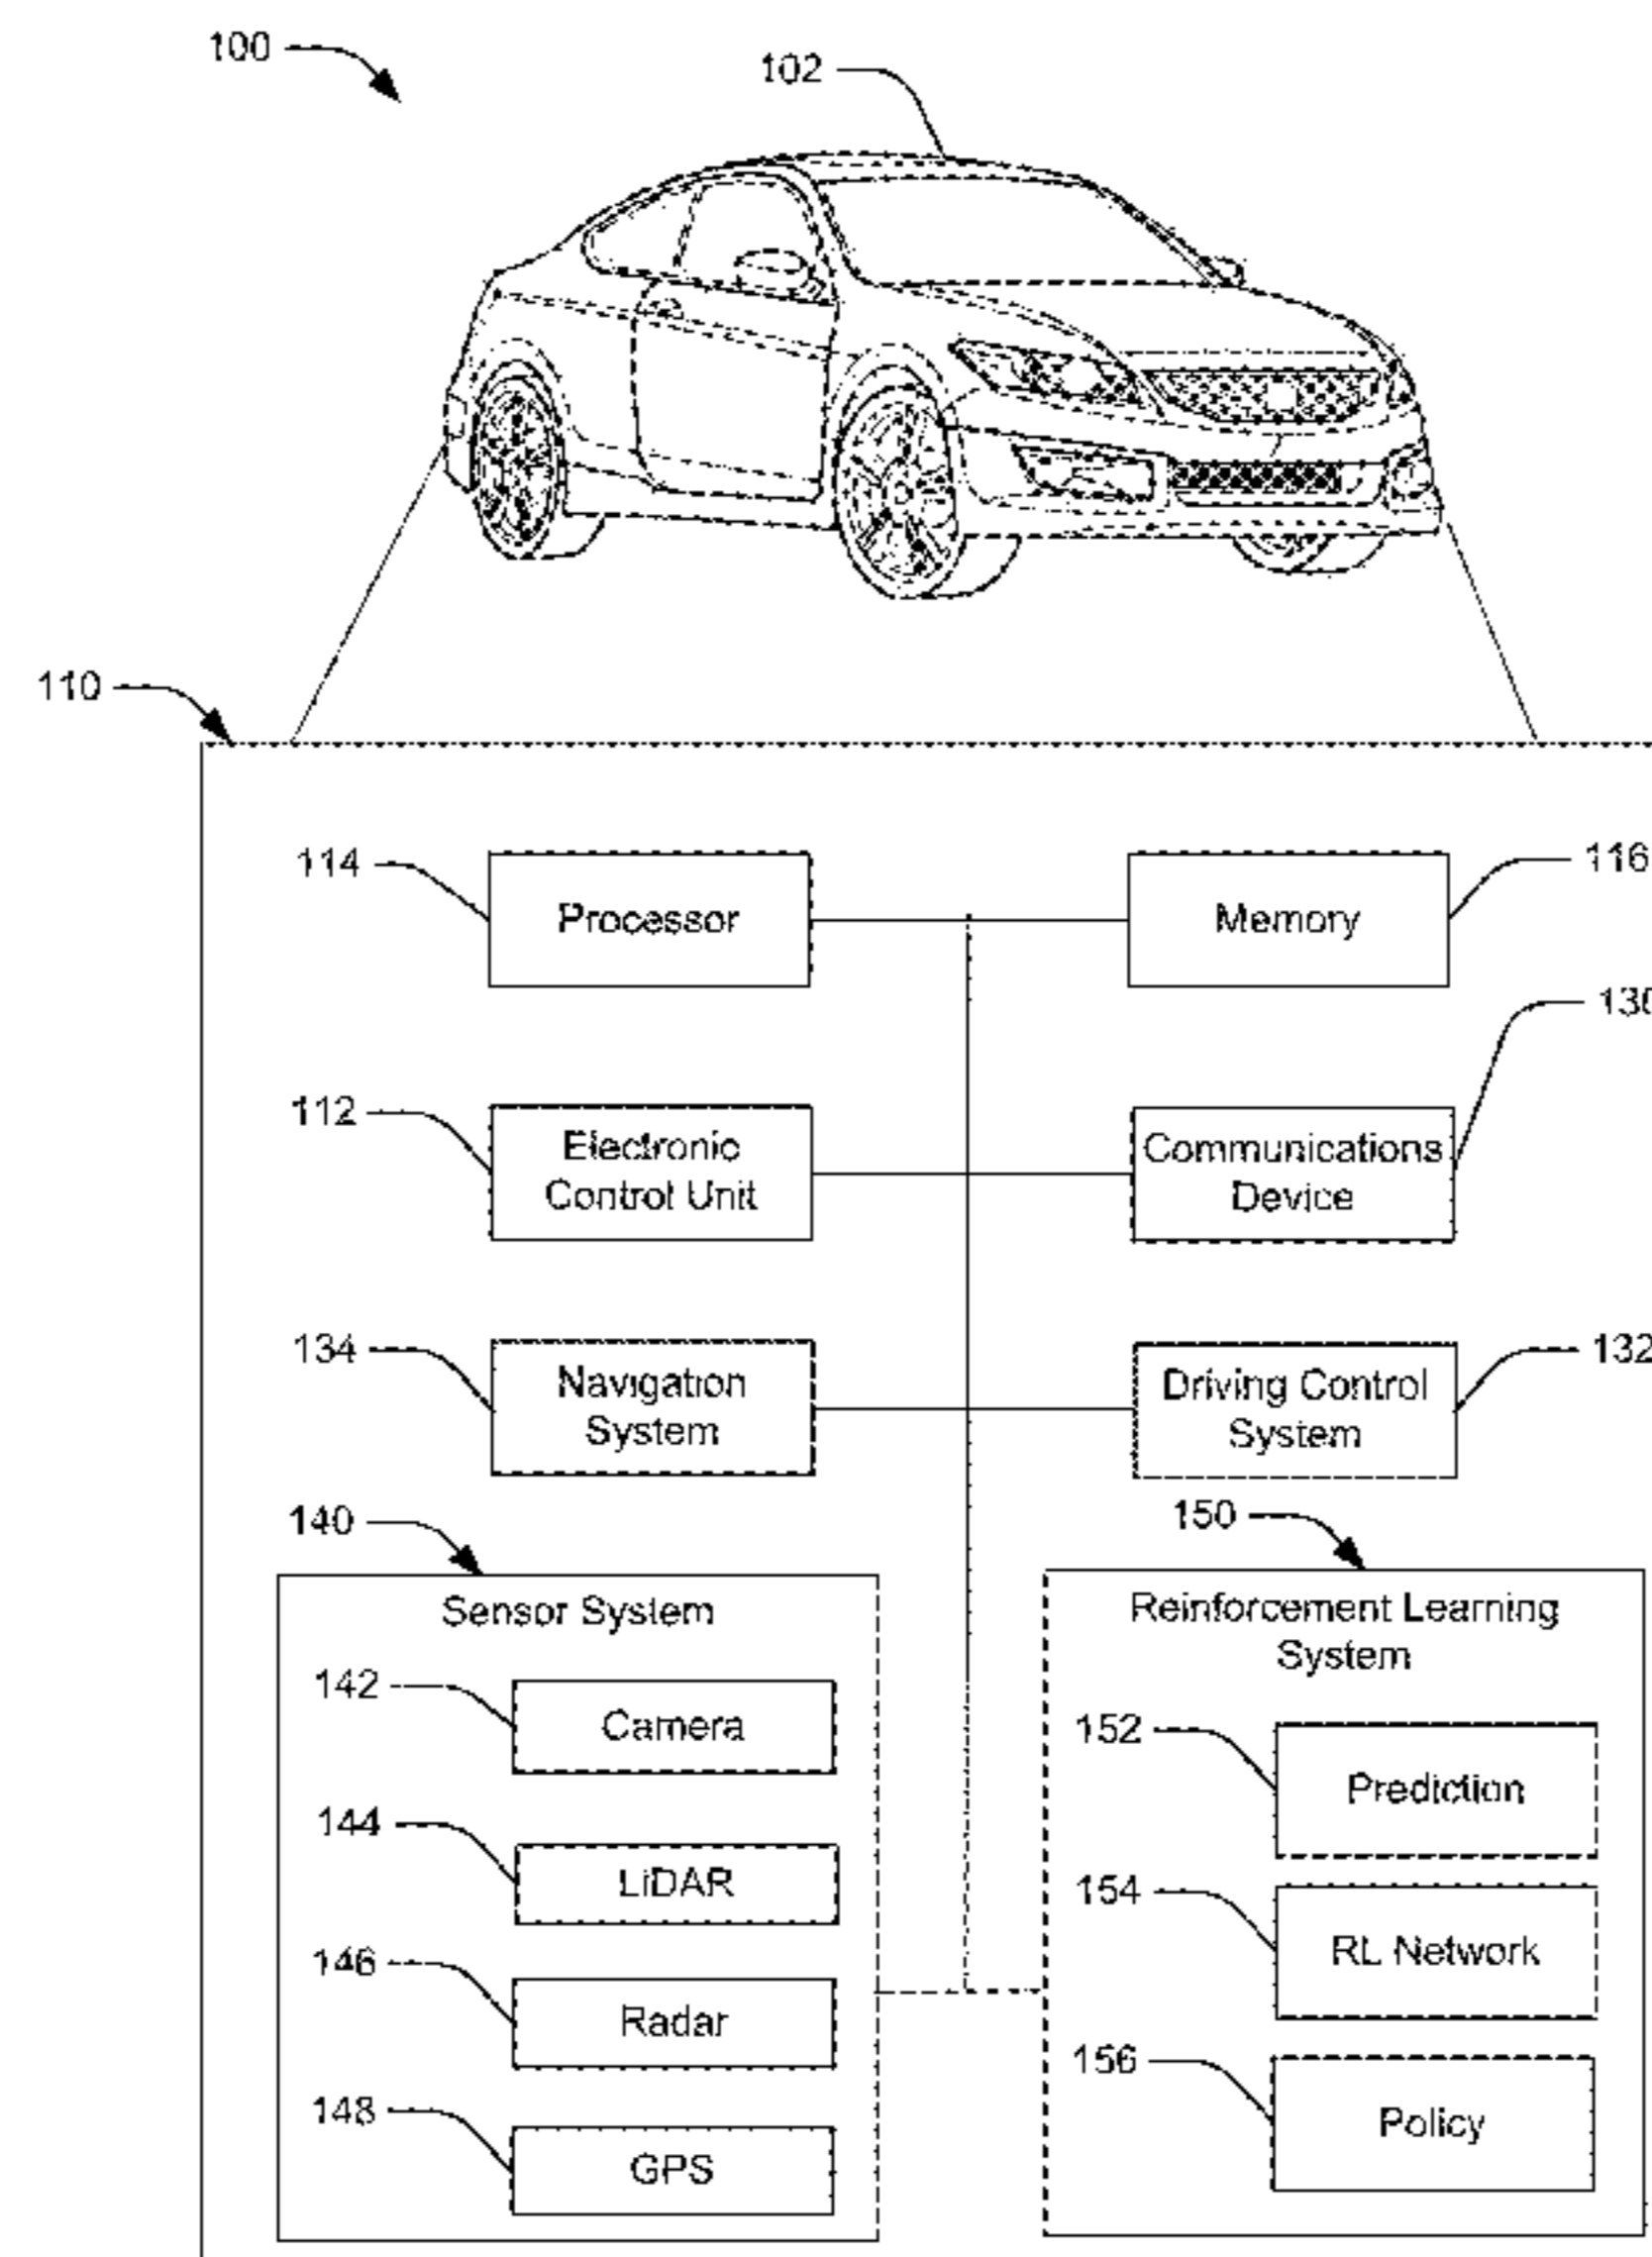 100
102
110
114
Processor
Memory
116
112
Electronic
Control Unit
Communications
Device
134
Navigation
System
Driving Control
System
132
140
Sensor System
142
Camera
144
LiDAR
146
Radar
148
GPS
150
Reinforcement Learning
System
152
Prediction
154
RL Network
156
Policy